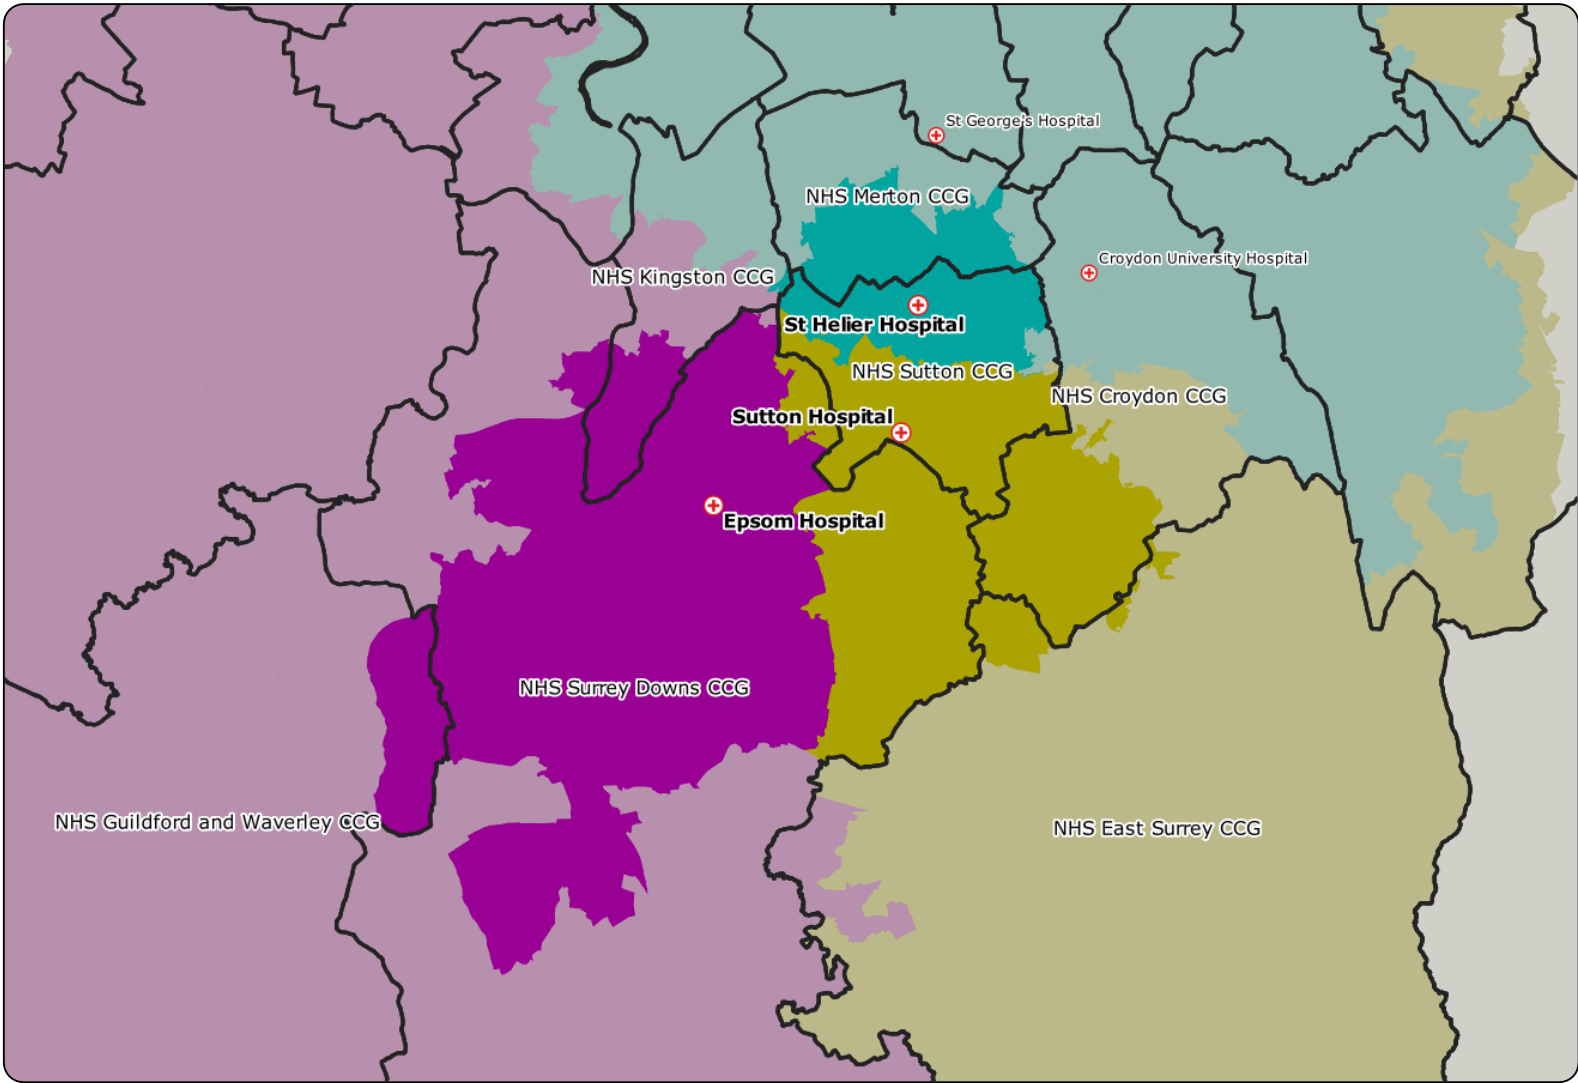 St George's Hospital
NHS Merton CCG
Croydon University Hospital
NHS Kingston CCG
St Helier Hospital
NHS Sutton CCG
NHS Croydon CCG
Sutton Hospital
Epsom Hospital
NHS Surrey Downs CCG
NHS Guildford and Waverley CCG
NHS East Surrey CCG